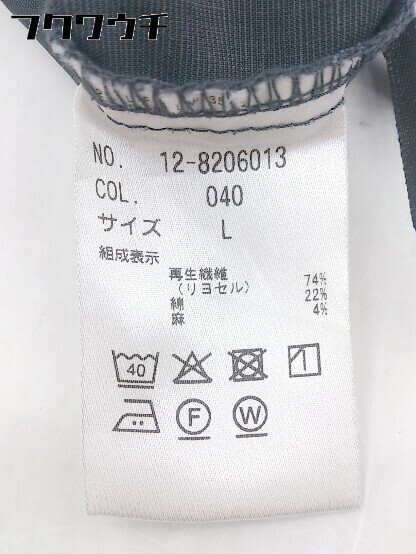 フクワウチ
35
NO. 12-8206013
COL. 040
サイズ L
組成表示
再生繊維 74%
(リヨセル)
綿 22%
麻 4%
40
F W